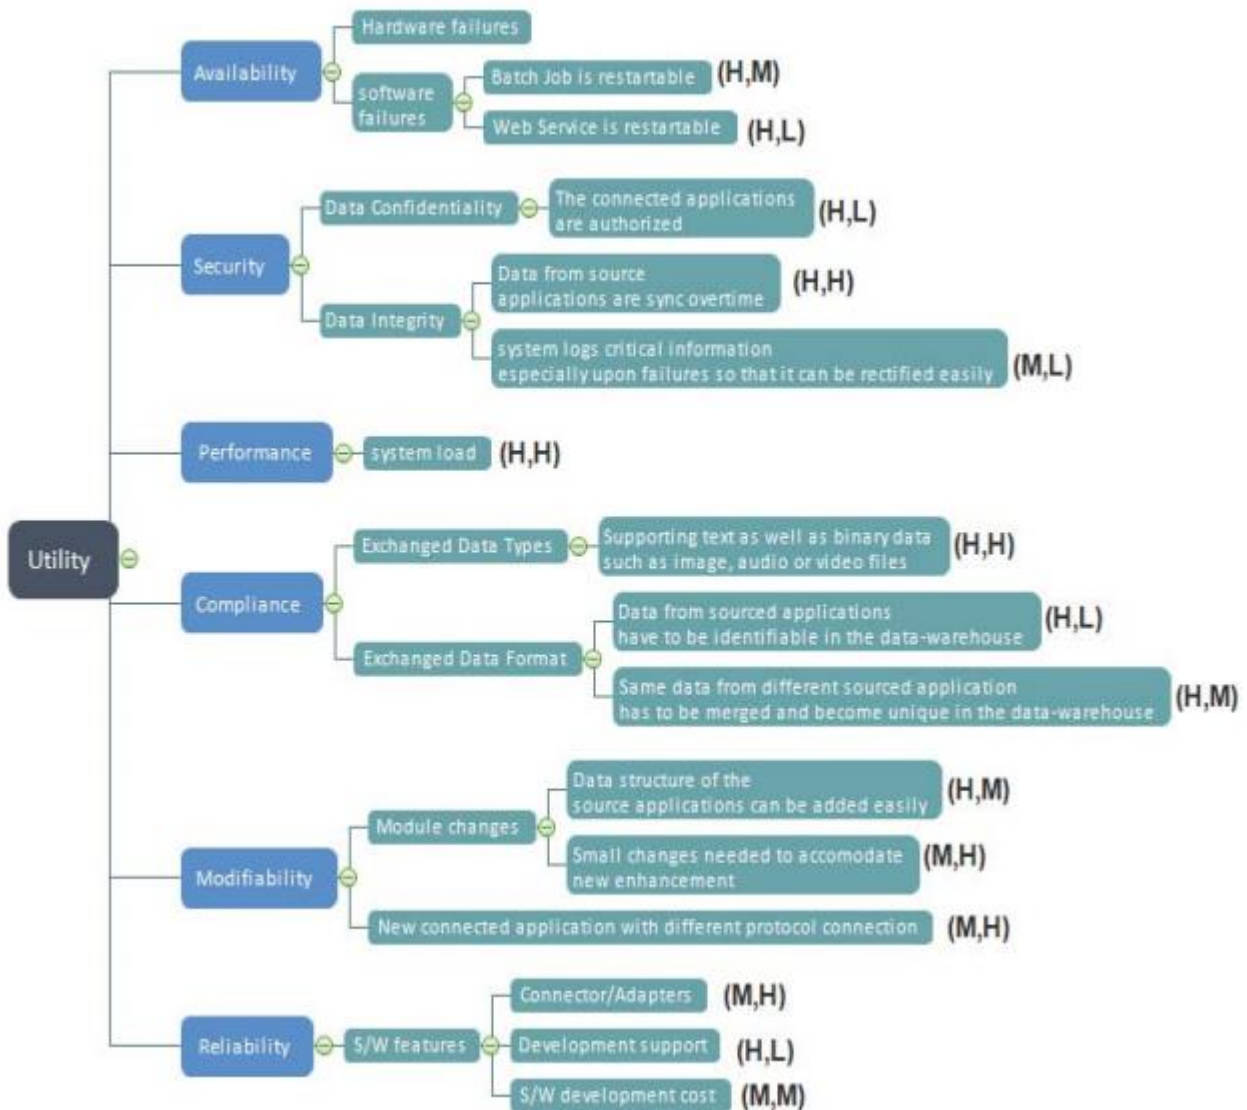 Utility
Availability
Hardware failures
software
failures
Batch Job is restartable (H,M)
Web Service is restartable (H,L)
Security
Data Confidentiality
The connected applications
are authorized
(H,L)
Data Integrity
Data from source
applications are sync overtime
(H,H)
system logs critical information
especially upon failures so that it can be rectified easily
(M,L)
Performance
system load (H,H)
Compliance
Exchanged Data Types
Supporting text as well as binary data
such as image, audio or video files
(H,H)
Exchanged Data Format
Data from sourced applications
have to be identifiable in the data-warehouse
(H,L)
Same data from different sourced application
has to be merged and become unique in the data-warehouse
(H,M)
Modifiability
Module changes
Data structure of the
source applications can be added easily
(H,M)
Small changes needed to accomodate
new enhancement
(M,H)
New connected application with different protocol connection (M,H)
Reliability
S/W features
Connector/Adapters (M,H)
Development support (H,L)
S/W development cost (M,M)